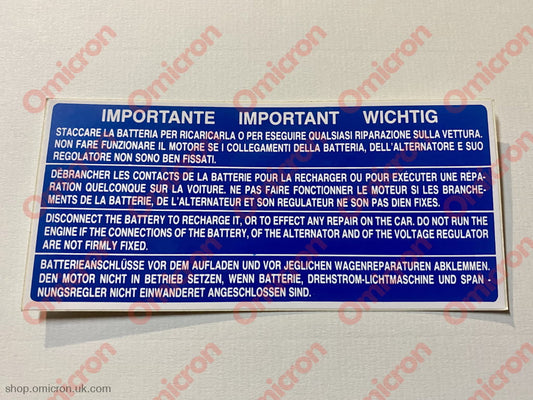 IMPORTANTE IMPORTANT WICHTIG
STACCARE LA BATTERIA PER RICARICARLA O PER ESEGUIRE QUALSIASI RIPARAZIONE SULLA VETTURA.
NON FARE FUNZIONARE IL MOTORE SE I COLLEGAMENTI DELLA BATTERIA, DELL'ALTERNATORE E SUO
REGOLATORE NON SONO BEN FISSATI.
DÉBRANCHER LES CONTACTS DE LA BATTERIE POUR LA RECHARGER OU POUR EXÉCUTER UNE RÉPA-
RATION QUELCONQUE SUR LA VOITURE. NE PAS FAIRE FONCTIONNER LE MOTEUR SI LES BRANCHE-
MENTS DE LA BATTERIE, DE L'ALTERNATEUR ET SON REGULATEUR NE SON PAS DIEN FIXES.
DISCONNECT THE BATTERY TO RECHARGE IT, OR TO EFFECT ANY REPAIR ON THE CAR. DO NOT RUN THE
ENGINE IF THE CONNECTIONS OF THE BATTERY, OF THE ALTERNATOR AND OF THE VOLTAGE REGULATOR
ARE NOT FIRMLY FIXED.
BATTERIEANSCHLÜSSE VOR DEM AUFLADEN UND VOR JEGLICHEN WAGENREPARATUREN ABKLEMMEN.
DEN MOTOR NICHT IN BETRIEB SETZEN, WENN BATTERIE, DREHSTROM-LICHTMASCHINE UND SPAN -
NUNGSREGLER NICHT EINWANDERET ANGESCHLOSSEN SIND.
shop.omicron.uk.com
Omicron